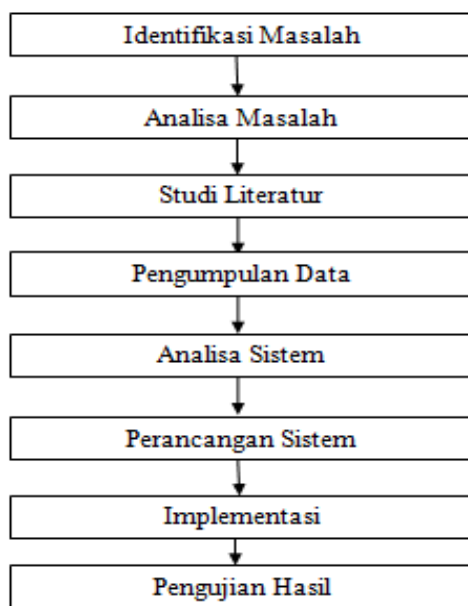 Identifikasi Masalah
Analisa Masalah
Studi Literatur
Pengumpulan Data
Analisa Sistem
Perancangan Sistem
Implementasi
Pengujian Hasil